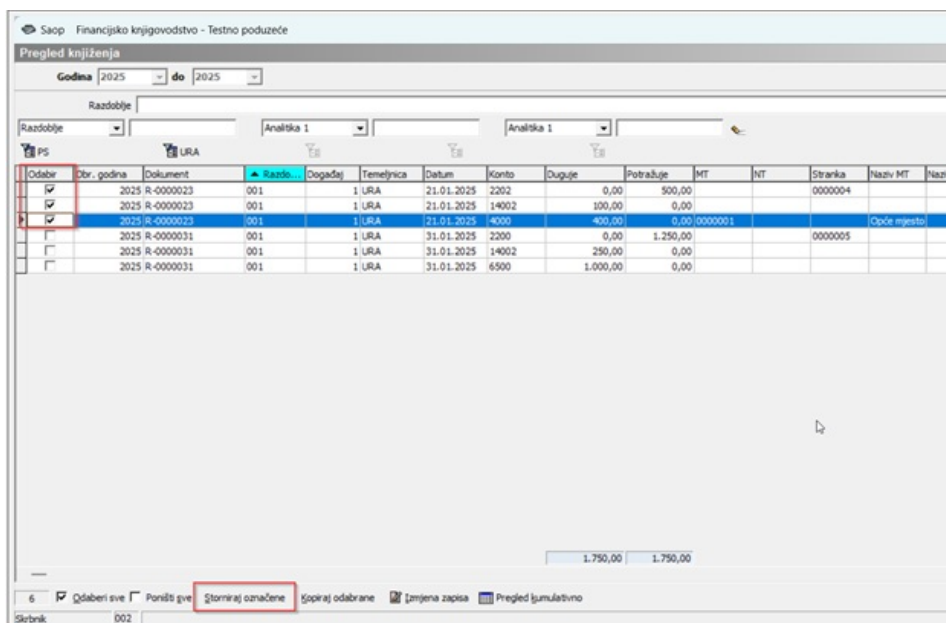 Saop Financijsko knjigovodstvo - Testno poduzeće
Pregled knjiženja
Godina 2025 do 2025
Razdoblje
Razdoblje Analitika 1 Analitika 1
PS URA
Odabir Obr. godina Dokument Razdo... Događaj Temeljnica Datum Konto Duguje Potražuje MT NT Stranka Naziv MT Nazi
2025 R-0000023 001 1 URA 21.01.2025 2202 0,00 500,00 0000004
2025 R-0000023 001 1 URA 21.01.2025 14002 100,00 0,00
2025 R-0000023 001 1 URA 21.01.2025 4000 400,00 0,00 0000001 Opće mjesto
2025 R-0000031 001 1 URA 31.01.2025 2200 0,00 1.250,00 0000005
2025 R-0000031 001 1 URA 31.01.2025 14002 250,00 0,00
2025 R-0000031 001 1 URA 31.01.2025 6500 1.000,00 0,00
1.750,00 1.750,00
6 Odaberi sve Poništi sve Storniraj označene Kopiraj odabrane Izmjena zapisa Pregled kumulativno
Skrbnik 002